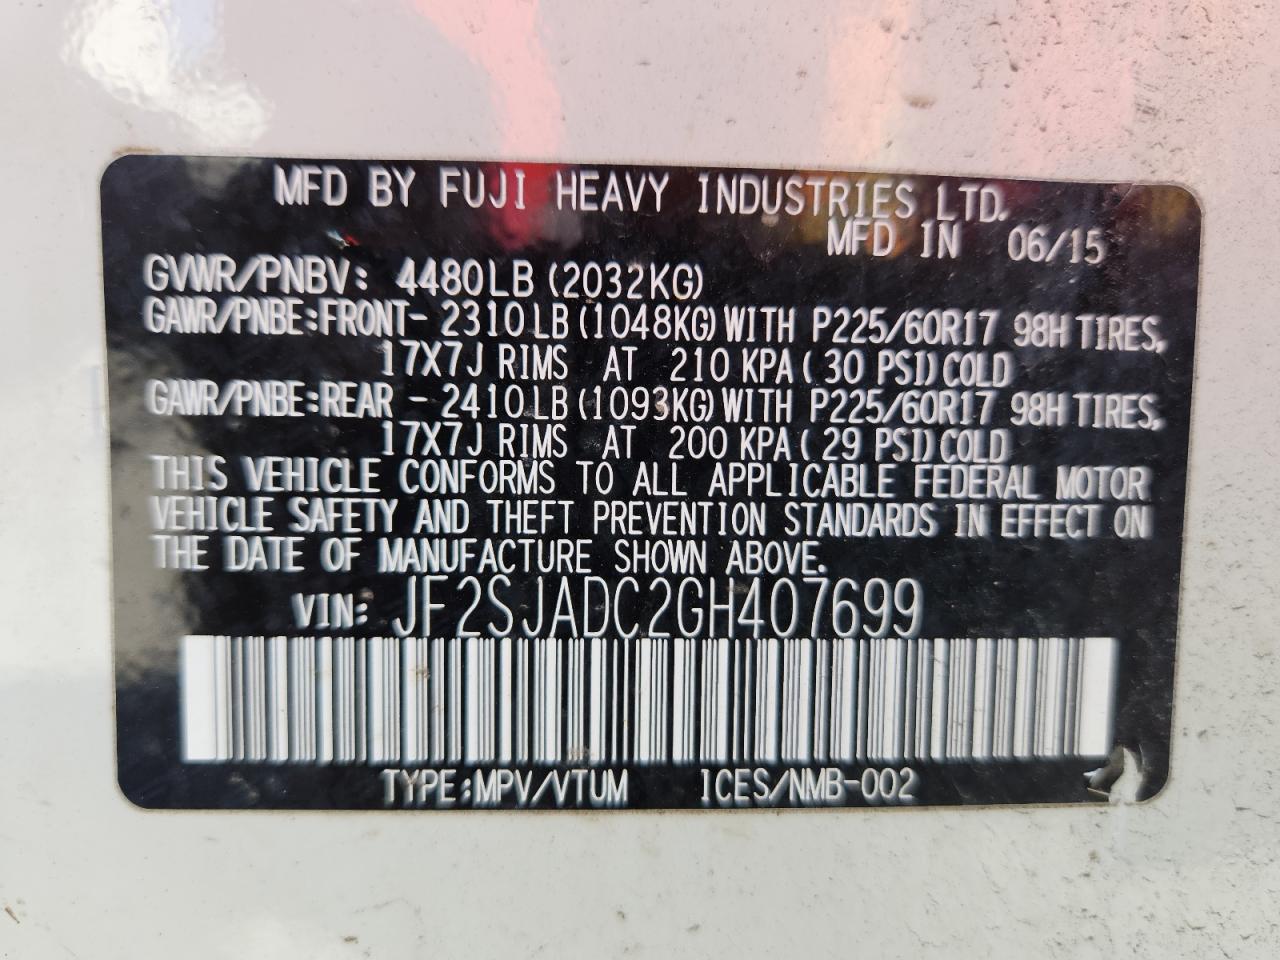 MFD BY FUJI HEAVY INDUSTRIES LTD.
MFD IN 06/15
GVWR/PNBV: 4480LB (2032KG)
GAWR/PNBE:FRONT- 2310LB(1048KG)WITH P225/60R17 98H TIRES,
17X7J RIMS AT 210 KPA( 30 PSI)COLD
GAWR/PNBE:REAR - 2410LB(1093KG)WITH P225/60R17 98H TIRES,
17X7J RIMS AT 200 KPA( 29 PSI)COLD
THIS VEHICLE CONFORMS TO ALL APPLICABLE FEDERAL MOTOR
VEHICLE SAFETY AND THEFT PREVENTION STANDARDS IN EFFECT ON
THE DATE OF MANUFACTURE SHOWN ABOVE.
VIN: JF2SJADC2GH407699
TYPE:MPV/VTUM ICES/NMB-002